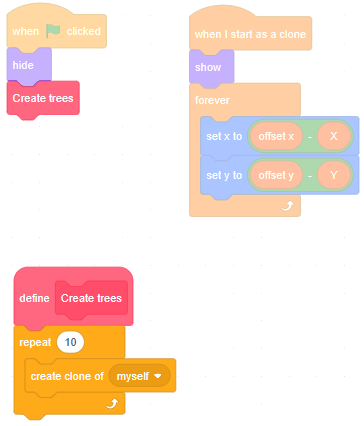 when clicked
hide
Create trees
when I start as a clone
show
forever
set x to offset x - X
set y to offset y - Y
define Create trees
repeat 10
create clone of myself